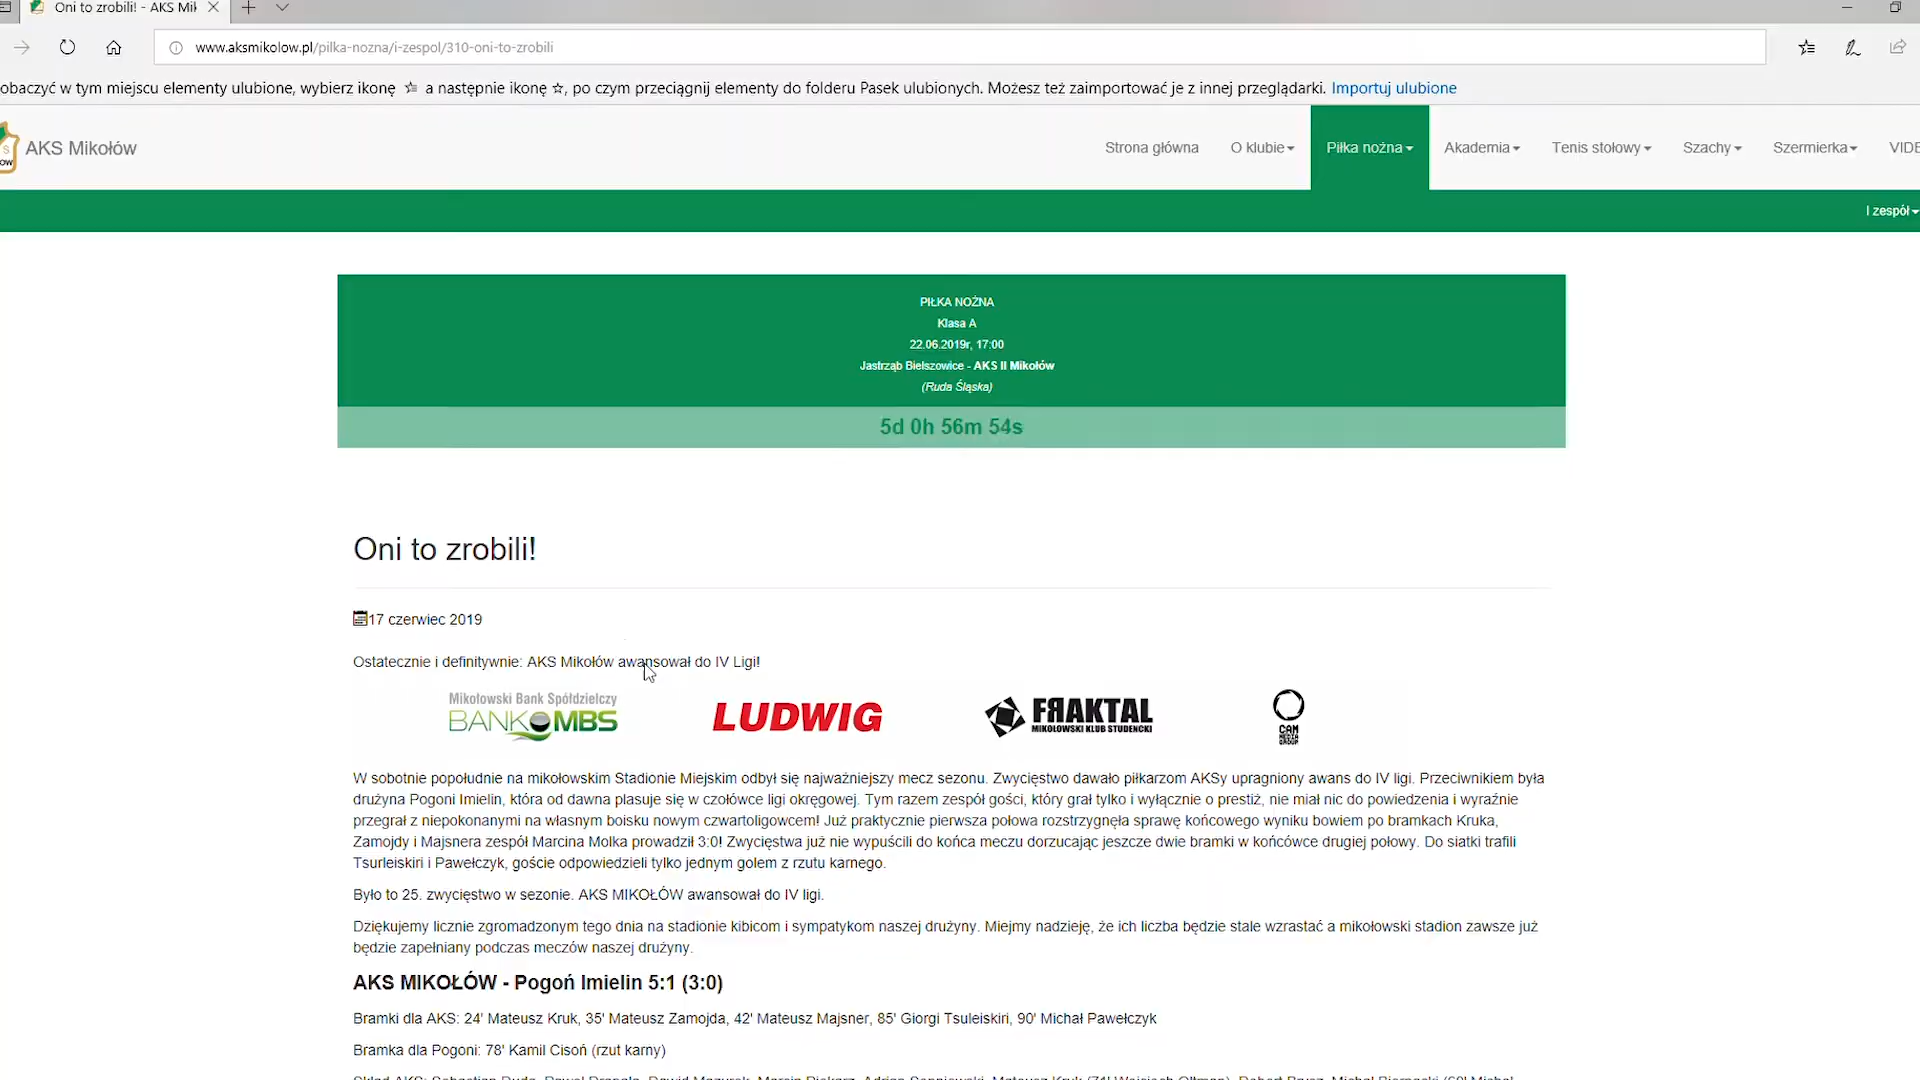 Oni to zrobili! - AKS Mik
www.aksmikolow.pl/pilka-nozna/i-zespol/310-oni-to-zrobili
obaczyć w tym miejscu elementy ulubione, wybierz ikonę ☆ a następnie ikonę ☆, po czym przeciągnij elementy do folderu Pasek ulubionych. Możesz też zaimportować je z innej przeglądarki. Importuj ulubione
AKS Mikołów
Strona główna O klubie Piłka nożna Akademia Tenis stołowy Szachy Szermierka VIDE
I zespół
PIŁKA NOŻNA
Klasa A
22.06.2019r, 17:00
Jastrząb Bielszowice - AKS II Mikołów
(Ruda Śląska)
5d 0h 56m 54s
Oni to zrobili!
17 czerwiec 2019
Ostatecznie i definitywnie: AKS Mikołów awansował do IV Ligi!
Mikołowski Bank Spółdzielczy
BANK MBS
LUDWIG
FRAKTAL
MIKOŁOWSKI KLUB STUDENCKI
CAM
MEDIA
GROUP
W sobotnie popołudnie na mikołowskim Stadionie Miejskim odbył się najważniejszy mecz sezonu. Zwycięstwo dawało piłkarzom AKSy upragniony awans do IV ligi. Przeciwnikiem była
drużyna Pogoni Imielin, która od dawna plasuje się w czołówce ligi okręgowej. Tym razem zespół gości, który grał tylko i wyłącznie o prestiż, nie miał nic do powiedzenia i wyraźnie
przegrał z niepokonanymi na własnym boisku nowym czwartoligowcem! Już praktycznie pierwsza połowa rozstrzygnęła sprawę końcowego wyniku bowiem po bramkach Kruka,
Zamojdy i Majsnera zespół Marcina Molka prowadził 3:0! Zwycięstwa już nie wypuścili do końca meczu dorzucając jeszcze dwie bramki w końcówce drugiej połowy. Do siatki trafili
Tsurleiskiri i Pawełczyk, goście odpowiedzieli tylko jednym golem z rzutu karnego.
Było to 25. zwycięstwo w sezonie. AKS MIKOŁÓW awansował do IV ligi.
Dziękujemy licznie zgromadzonym tego dnia na stadionie kibicom i sympatykom naszej drużyny. Miejmy nadzieję, że ich liczba będzie stale wzrastać a mikołowski stadion zawsze już
będzie zapełniany podczas meczów naszej drużyny.
AKS MIKOŁÓW - Pogoń Imielin 5:1 (3:0)
Bramki dla AKS: 24' Mateusz Kruk, 35' Mateusz Zamojda, 42' Mateusz Majsner, 85' Giorgi Tsuleiskiri, 90' Michał Pawełczyk
Bramka dla Pogoni: 78' Kamil Cisoń (rzut karny)